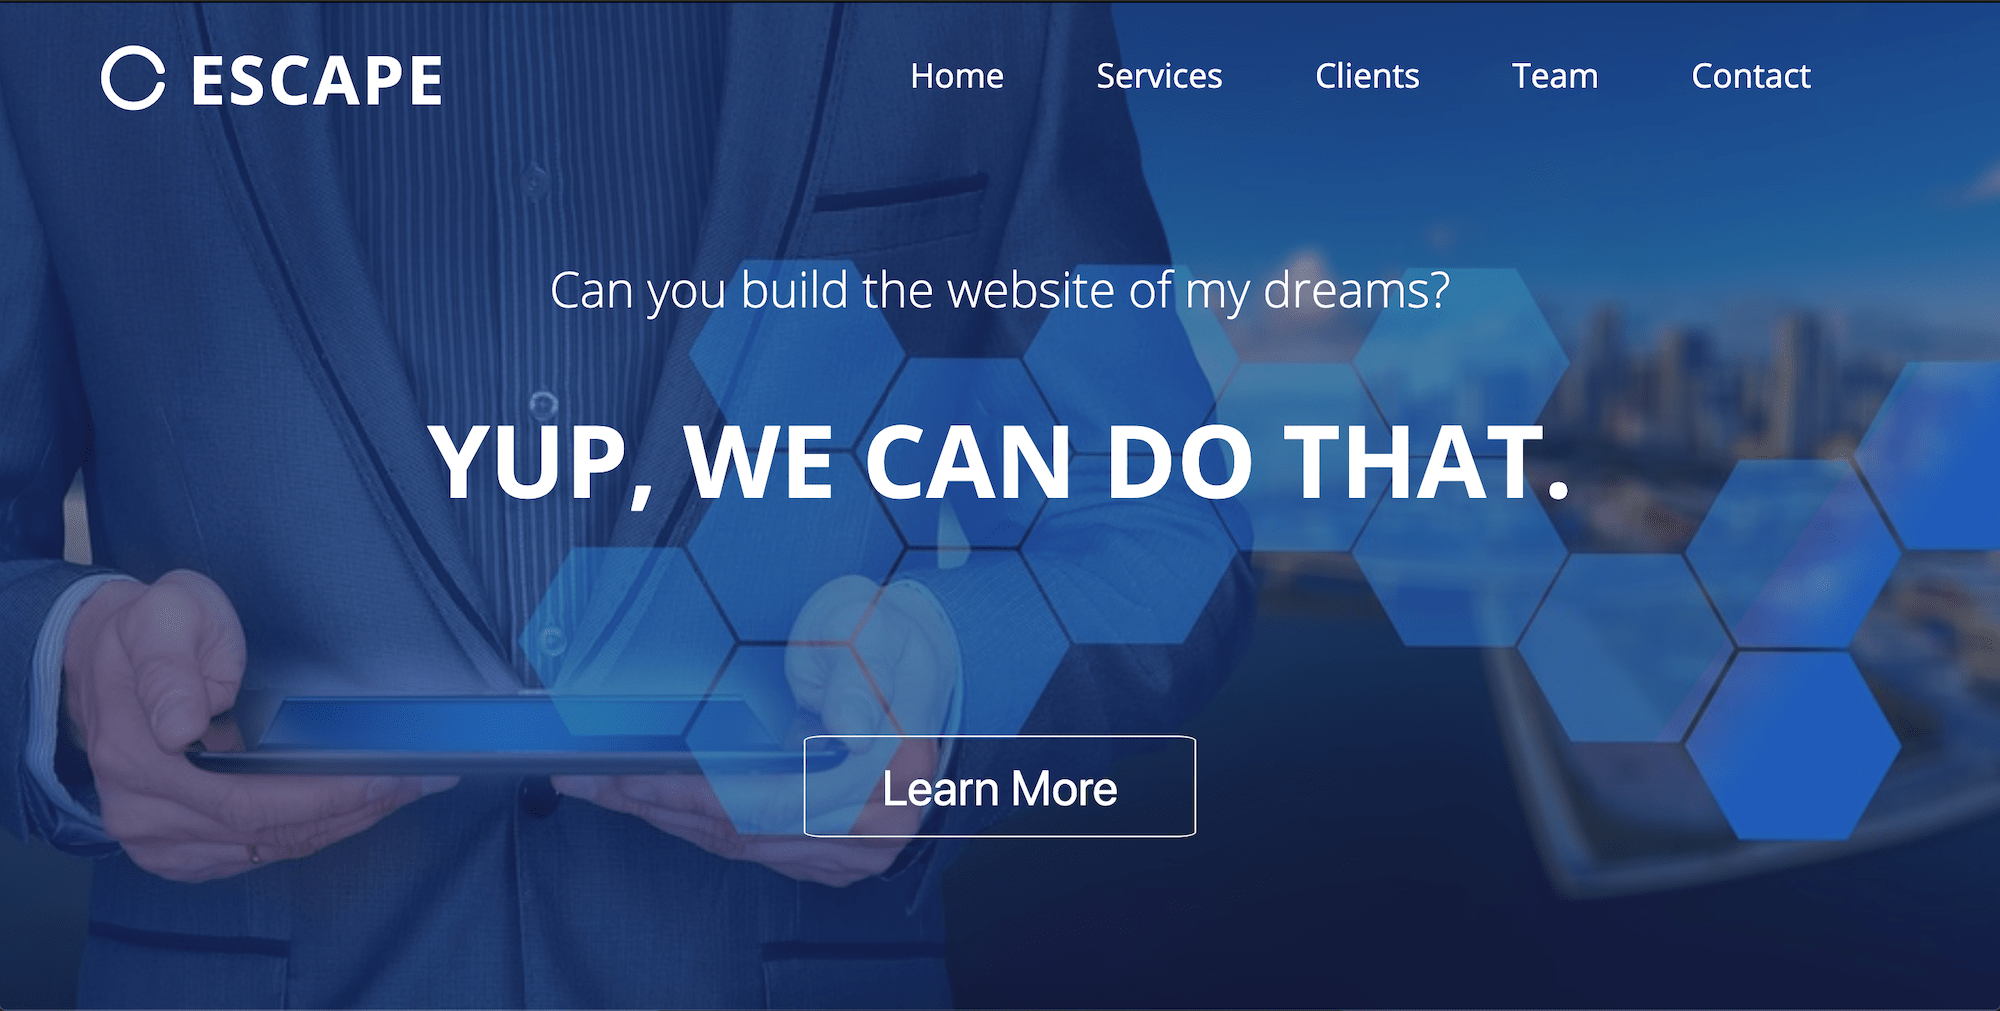 ESCAPE
Home Services Clients Team Contact
Can you build the website of my dreams?
YUP, WE CAN DO THAT.
Learn More